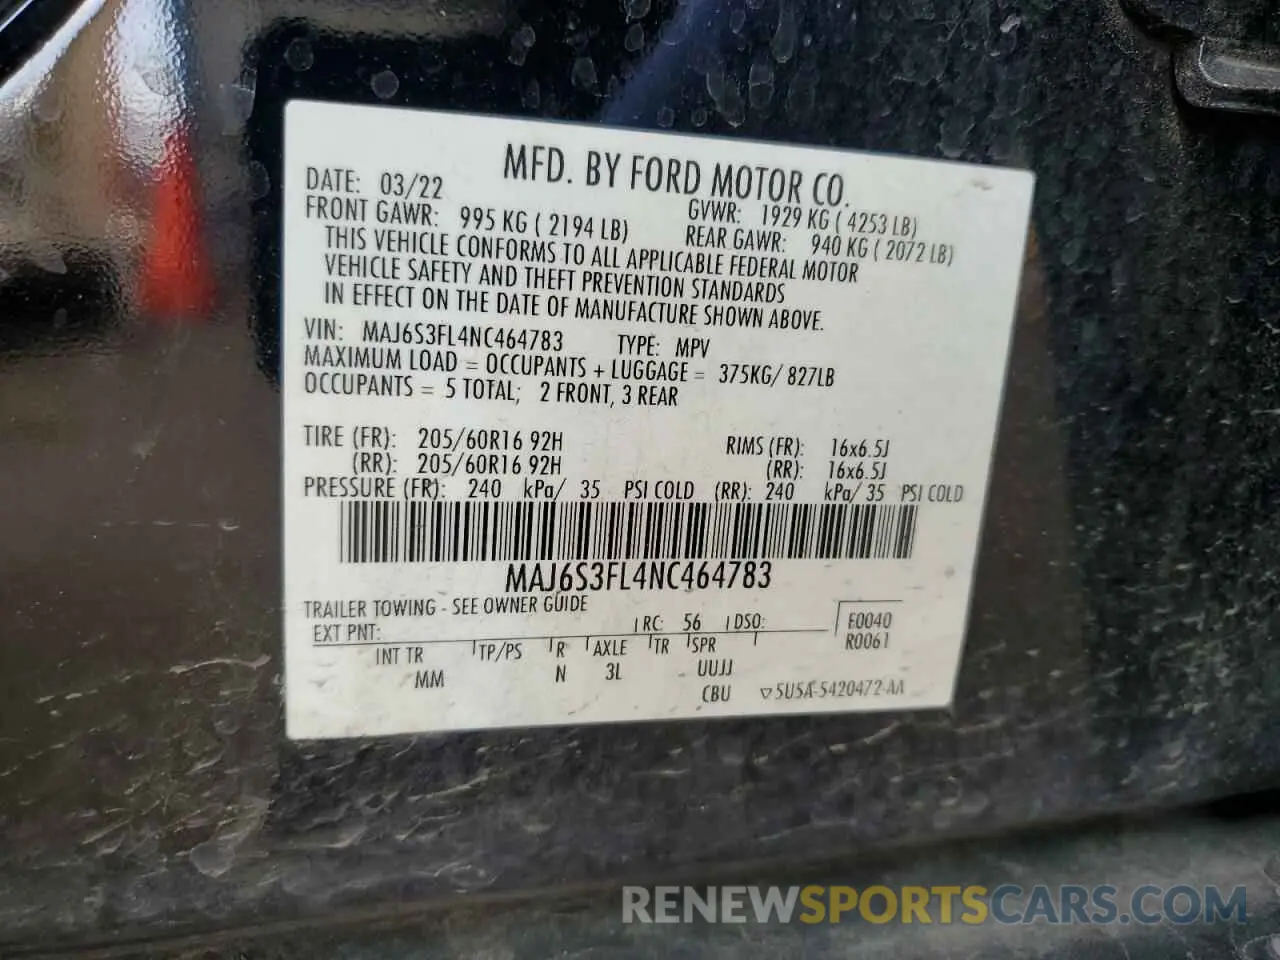 MFD. BY FORD MOTOR CO.
DATE: 03/22 GVWR: 1929 KG ( 4253 LB)
FRONT GAWR: 995 KG ( 2194 LB) REAR GAWR: 940 KG ( 2072 LB)
THIS VEHICLE CONFORMS TO ALL APPLICABLE FEDERAL MOTOR
VEHICLE SAFETY AND THEFT PREVENTION STANDARDS
IN EFFECT ON THE DATE OF MANUFACTURE SHOWN ABOVE.
VIN: MAJ6S3FL4NC464783 TYPE: MPV
MAXIMUM LOAD = OCCUPANTS + LUGGAGE = 375KG/ 827LB
OCCUPANTS = 5 TOTAL; 2 FRONT, 3 REAR
TIRE (FR): 205/60R16 92H RIMS (FR): 16x6.5J
(RR): 205/60R16 92H (RR): 16x6.5J
PRESSURE (FR): 240 kPa/ 35 PSI COLD (RR): 240 kPa/ 35 PSI COLD
MAJ6S3FL4NC464783
TRAILER TOWING - SEE OWNER GUIDE
EXT PNT: RC: 56 DSO: E0040
R0061
INT TR TP/PS R AXLE TR SPR
MM N 3L UUJJ
CBU 5U5A-5420472-AA
RENEWSPORTSCARS.COM